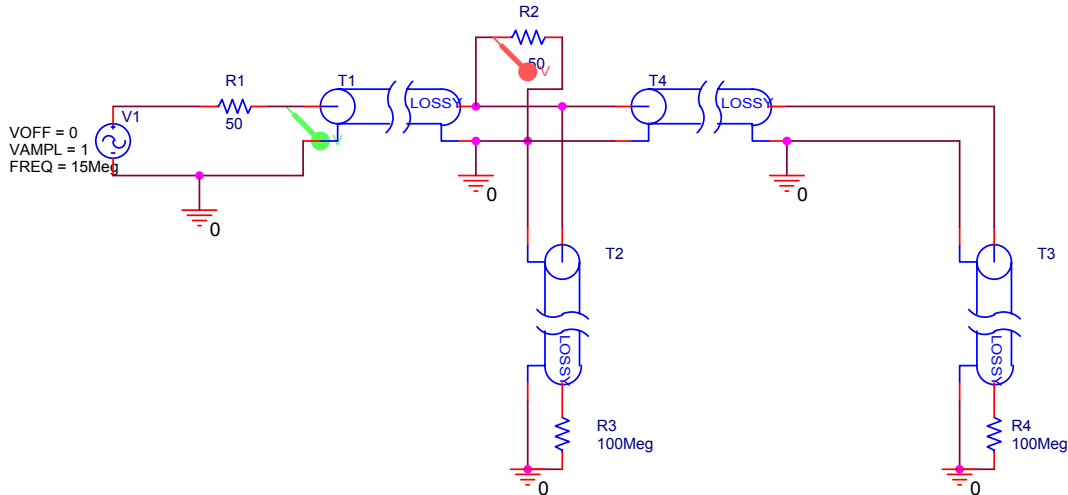 R2
50
V
R1
50
T1
LOSSY
T4
LOSSY
V1
VOFF = 0
VAMPL = 1
FREQ = 15Meg
V
0
0
0
T2
LOSSY
R3
100Meg
0
T3
LOSSY
R4
100Meg
0